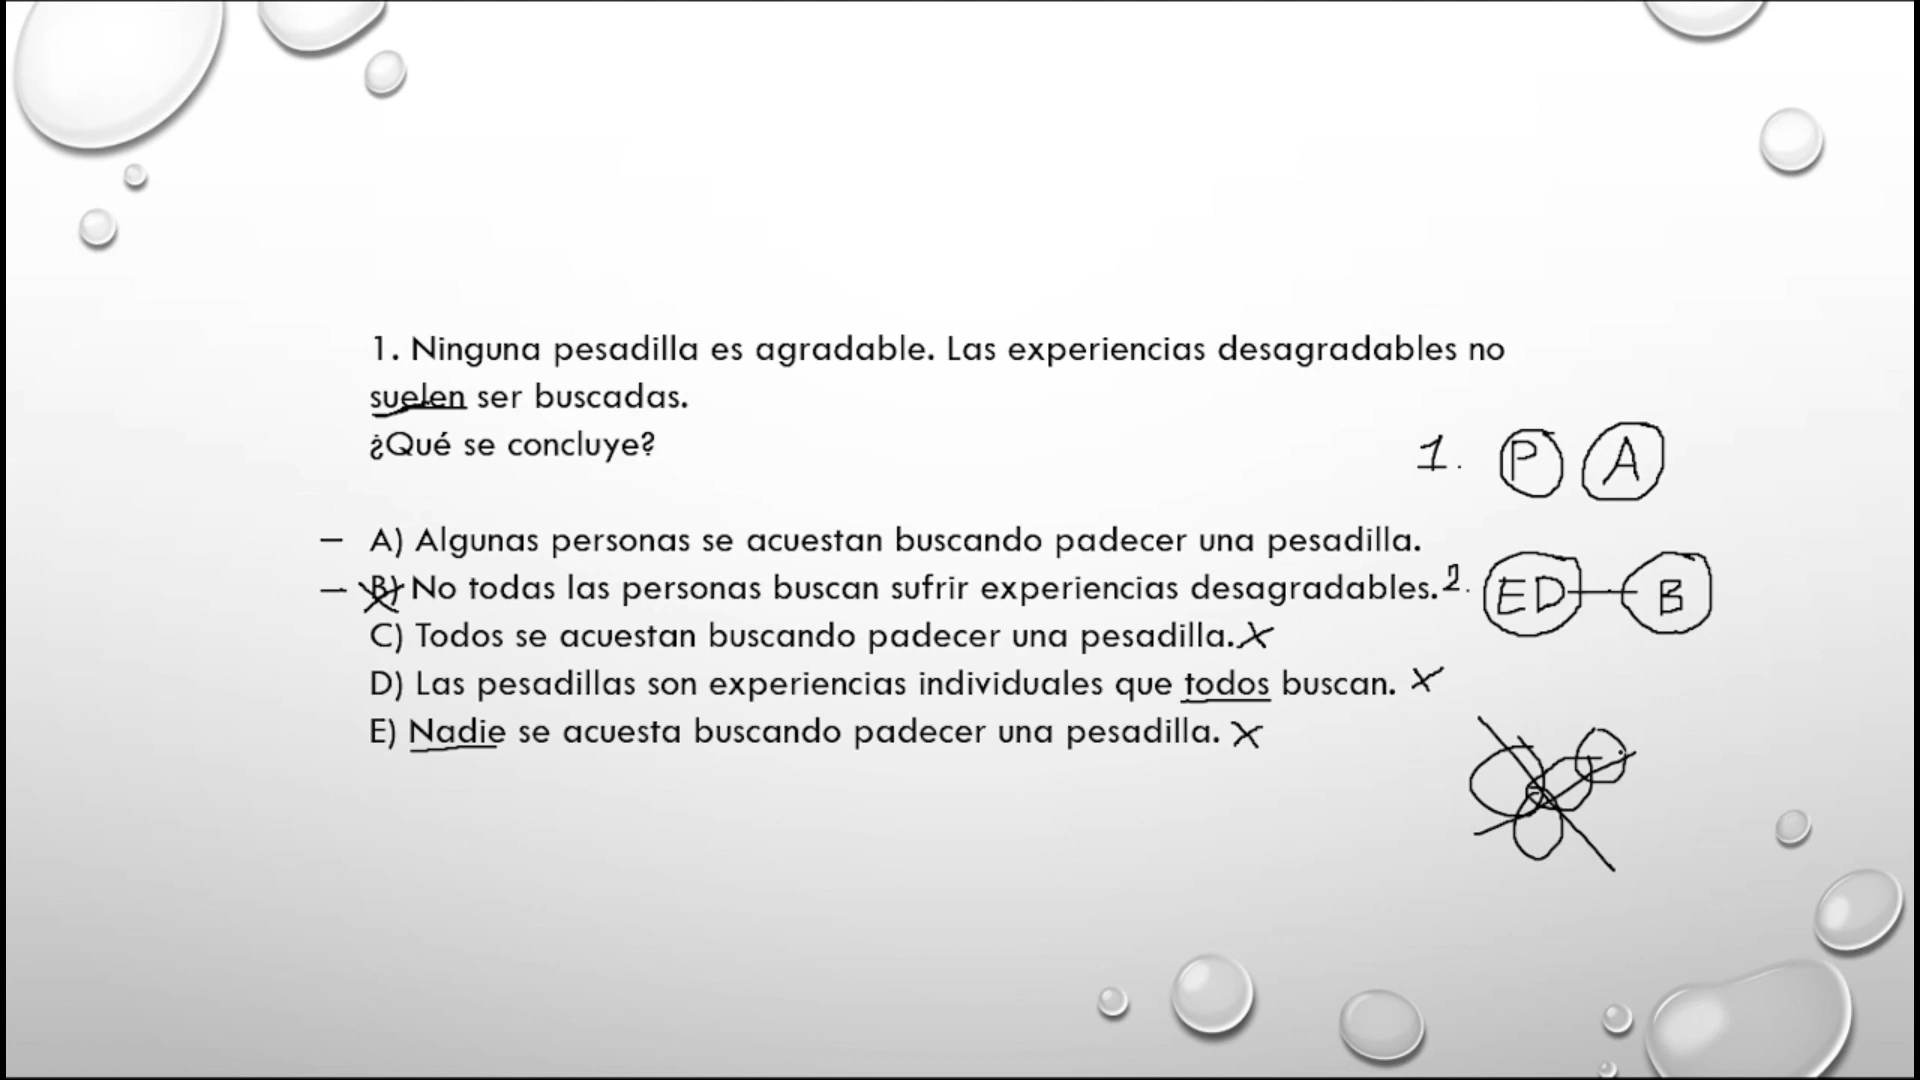 1. Ninguna pesadilla es agradable. Las experiencias desagradables no
suelen ser buscadas.
¿Qué se concluye?
1. P A
– A) Algunas personas se acuestan buscando padecer una pesadilla.
– B) No todas las personas buscan sufrir experiencias desagradables.
2. ED B
C) Todos se acuestan buscando padecer una pesadilla. X
D) Las pesadillas son experiencias individuales que todos buscan. X
E) Nadie se acuesta buscando padecer una pesadilla. X